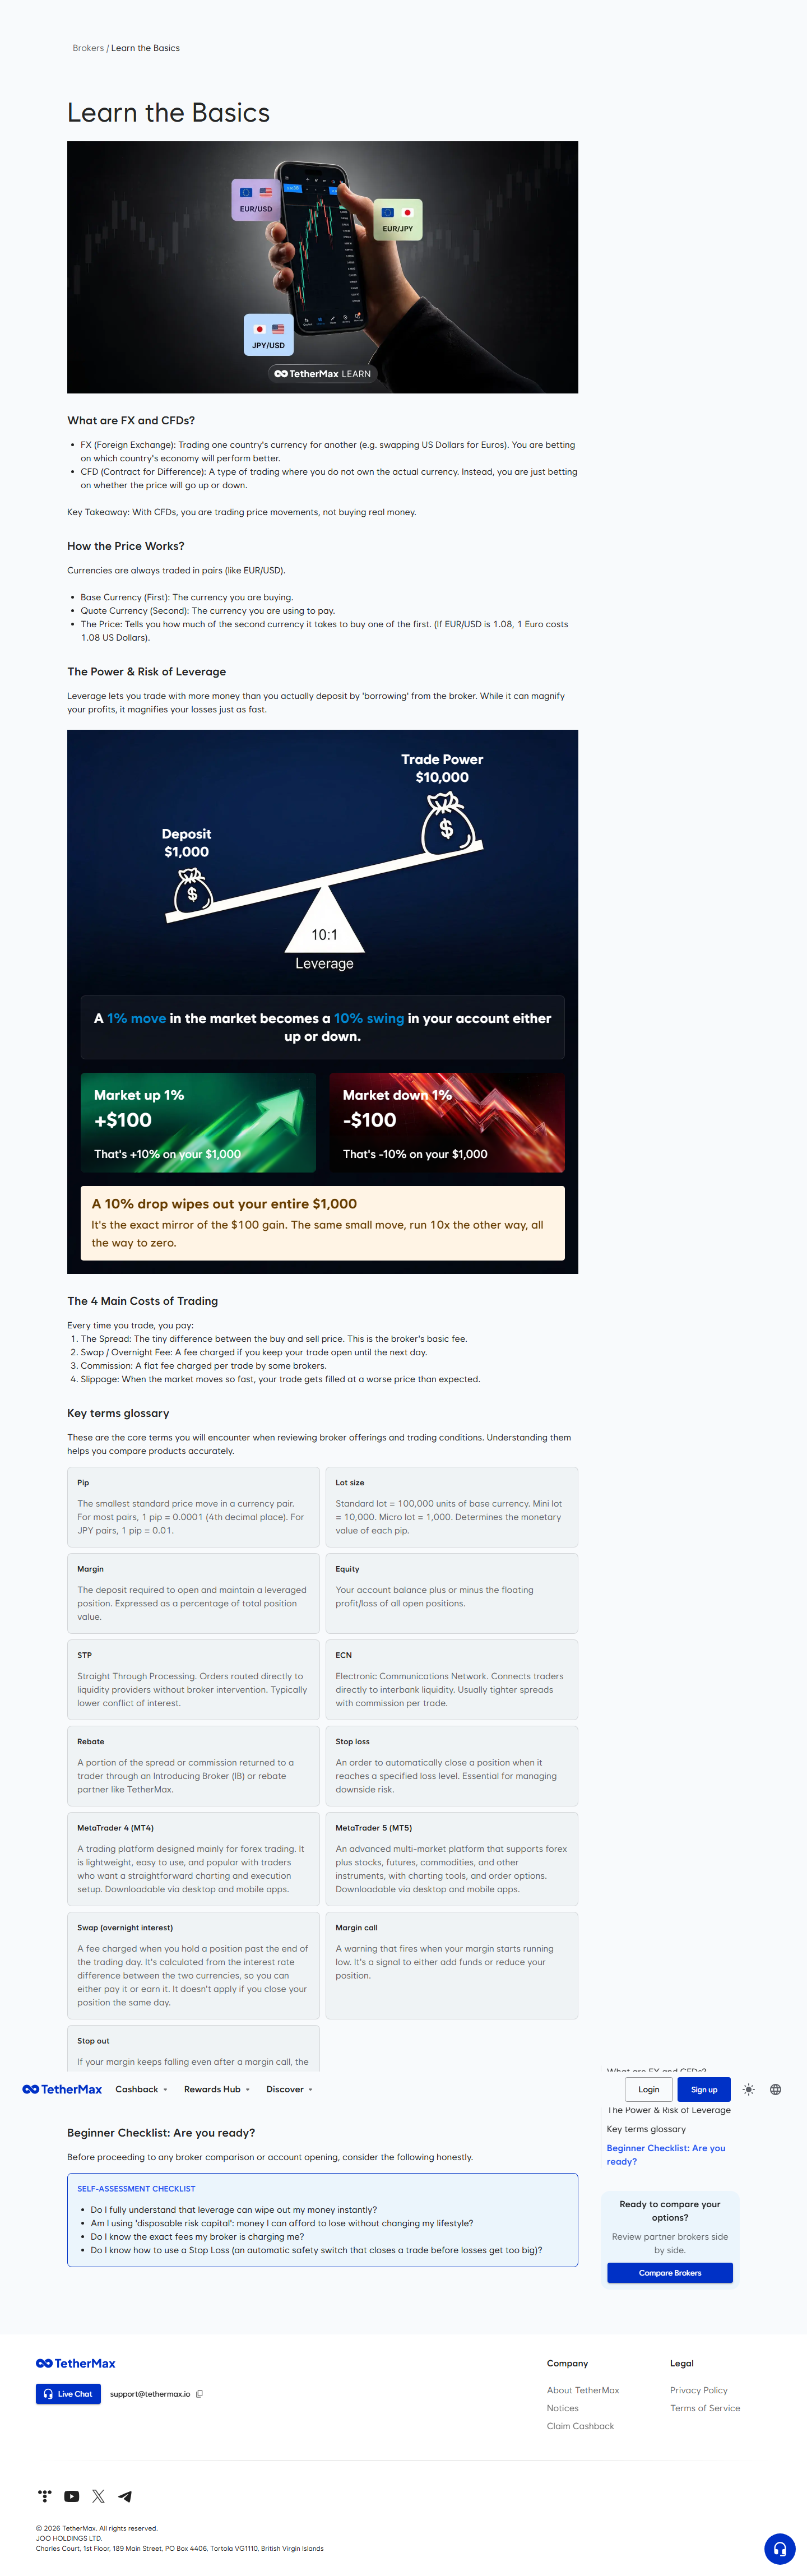 Brokers / Learn the Basics
Learn the Basics
EUR/USD
EUR/JPY
JPY/USD
TetherMax LEARN
What are FX and CFDs?
• FX (Foreign Exchange): Trading one country's currency for another (e.g. swapping US Dollars for Euros). You are betting
on which country's economy will perform better.
• CFD (Contract for Difference): A type of trading where you do not own the actual currency. Instead, you are just betting
on whether the price will go up or down.
Key Takeaway: With CFDs, you are trading price movements, not buying real money.
How the Price Works?
Currencies are always traded in pairs (like EUR/USD).
• Base Currency (First): The currency you are buying.
• Quote Currency (Second): The currency you are using to pay.
• The Price: Tells you how much of the second currency it takes to buy one of the first. (If EUR/USD is 1.08, 1 Euro costs
1.08 US Dollars).
The Power & Risk of Leverage
Leverage lets you trade with more money than you actually deposit by 'borrowing' from the broker. While it can magnify
your profits, it magnifies your losses just as fast.
Trade Power
$10,000
Deposit
$1,000
$
$
10:1
Leverage
A 1% move in the market becomes a 10% swing in your account either
up or down.
Market up 1%
+$100
That's +10% on your $1,000
Market down 1%
-$100
That's -10% on your $1,000
A 10% drop wipes out your entire $1,000
It's the exact mirror of the $100 gain. The same small move, run 10x the other way, all
the way to zero.
The 4 Main Costs of Trading
Every time you trade, you pay:
1. The Spread: The tiny difference between the buy and sell price. This is the broker's basic fee.
2. Swap / Overnight Fee: A fee charged if you keep your trade open until the next day.
3. Commission: A flat fee charged per trade by some brokers.
4. Slippage: When the market moves so fast, your trade gets filled at a worse price than expected.
Key terms glossary
These are the core terms you will encounter when reviewing broker offerings and trading conditions. Understanding them
helps you compare products accurately.
Pip
The smallest standard price move in a currency pair.
For most pairs, 1 pip = 0.0001 (4th decimal place). For
JPY pairs, 1 pip = 0.01.
Lot size
Standard lot = 100,000 units of base currency. Mini lot
= 10,000. Micro lot = 1,000. Determines the monetary
value of each pip.
Margin
The deposit required to open and maintain a leveraged
position. Expressed as a percentage of total position
value.
Equity
Your account balance plus or minus the floating
profit/loss of all open positions.
STP
Straight Through Processing. Orders routed directly to
liquidity providers without broker intervention. Typically
lower conflict of interest.
ECN
Electronic Communications Network. Connects traders
directly to interbank liquidity. Usually tighter spreads
with commission per trade.
Rebate
A portion of the spread or commission returned to a
trader through an Introducing Broker (IB) or rebate
partner like TetherMax.
Stop loss
An order to automatically close a position when it
reaches a specified loss level. Essential for managing
downside risk.
MetaTrader 4 (MT4)
A trading platform designed mainly for forex trading. It
is lightweight, easy to use, and popular with traders
who want a straightforward charting and execution
setup. Downloadable via desktop and mobile apps.
MetaTrader 5 (MT5)
An advanced multi-market platform that supports forex
plus stocks, futures, commodities, and other
instruments, with charting tools, and order options.
Downloadable via desktop and mobile apps.
Swap (overnight interest)
A fee charged when you hold a position past the end of
the trading day. It's calculated from the interest rate
difference between the two currencies, so you can
either pay it or earn it. It doesn't apply if you close your
position the same day.
Margin call
A warning that fires when your margin starts running
low. It's a signal to either add funds or reduce your
position.
Stop out
If your margin keeps falling even after a margin call, the
What are FX and CFDs?
TetherMax Cashback Rewards Hub Discover Login Sign up
The Power & Risk of Leverage
Key terms glossary
Beginner Checklist: Are you
ready?
Beginner Checklist: Are you ready?
Before proceeding to any broker comparison or account opening, consider the following honestly.
SELF-ASSESSMENT CHECKLIST
• Do I fully understand that leverage can wipe out my money instantly?
• Am I using 'disposable risk capital': money I can afford to lose without changing my lifestyle?
• Do I know the exact fees my broker is charging me?
• Do I know how to use a Stop Loss (an automatic safety switch that closes a trade before losses get too big)?
Ready to compare your
options?
Review partner brokers side
by side.
Compare Brokers
TetherMax
Live Chat support@tethermax.io
Company
About TetherMax
Notices
Claim Cashback
Legal
Privacy Policy
Terms of Service
© 2026 TetherMax. All rights reserved.
JOO HOLDINGS LTD.
Charles Court, 1st Floor, 189 Main Street, PO Box 4406, Tortola VG1110, British Virgin Islands